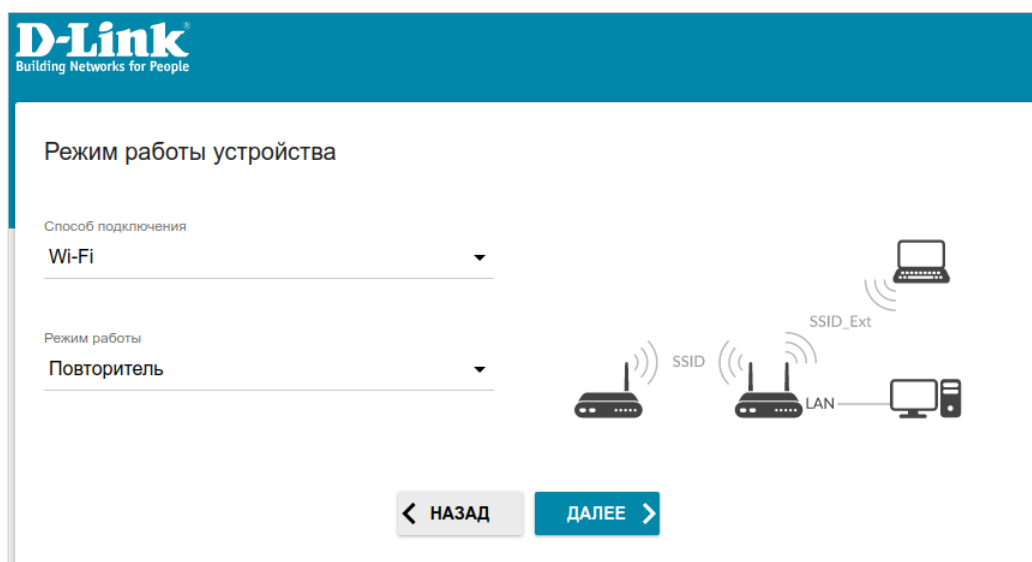 D-Link®
Building Networks for People
Режим работы устройства
Способ подключения
Wi-Fi
Режим работы
Повторитель
SSID
SSID_Ext
LAN
НАЗАД
ДАЛЕЕ